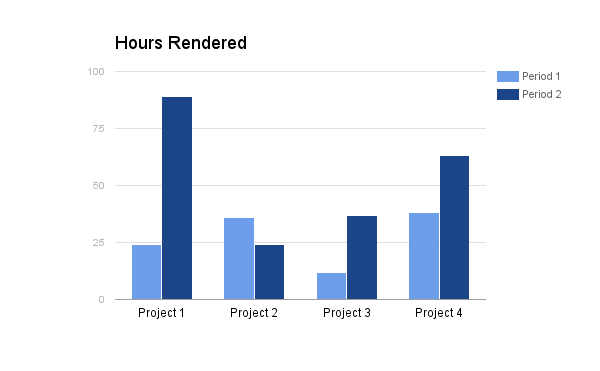 Hours Rendered
100
75
50
25
0
Project 1
Project 2
Project 3
Project 4
Period 1
Period 2